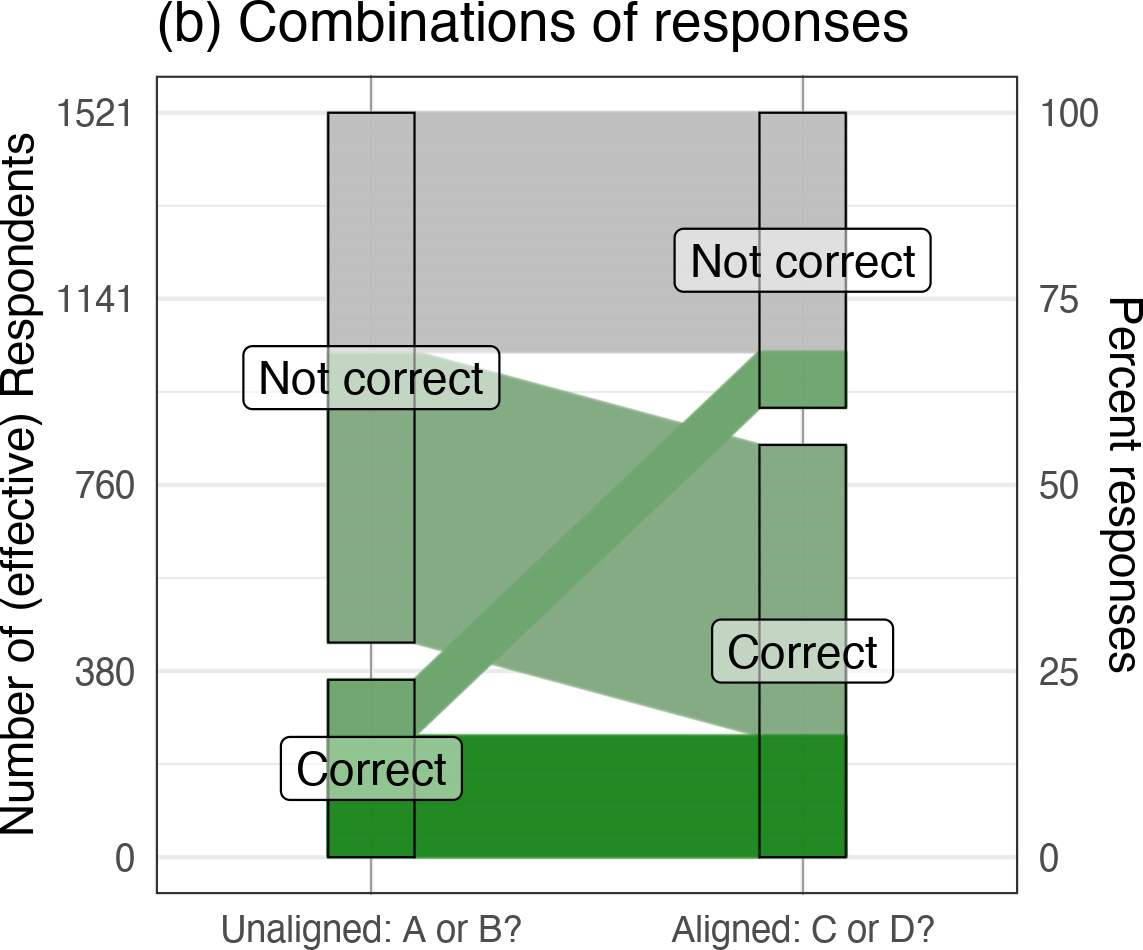 (b) Combinations of responses
Number of (effective) Respondents
1521
1141
760
380
0
100
75
50
25
0
Percent responses
Not correct
Not correct
Correct
Correct
Unaligned: A or B?
Aligned: C or D?